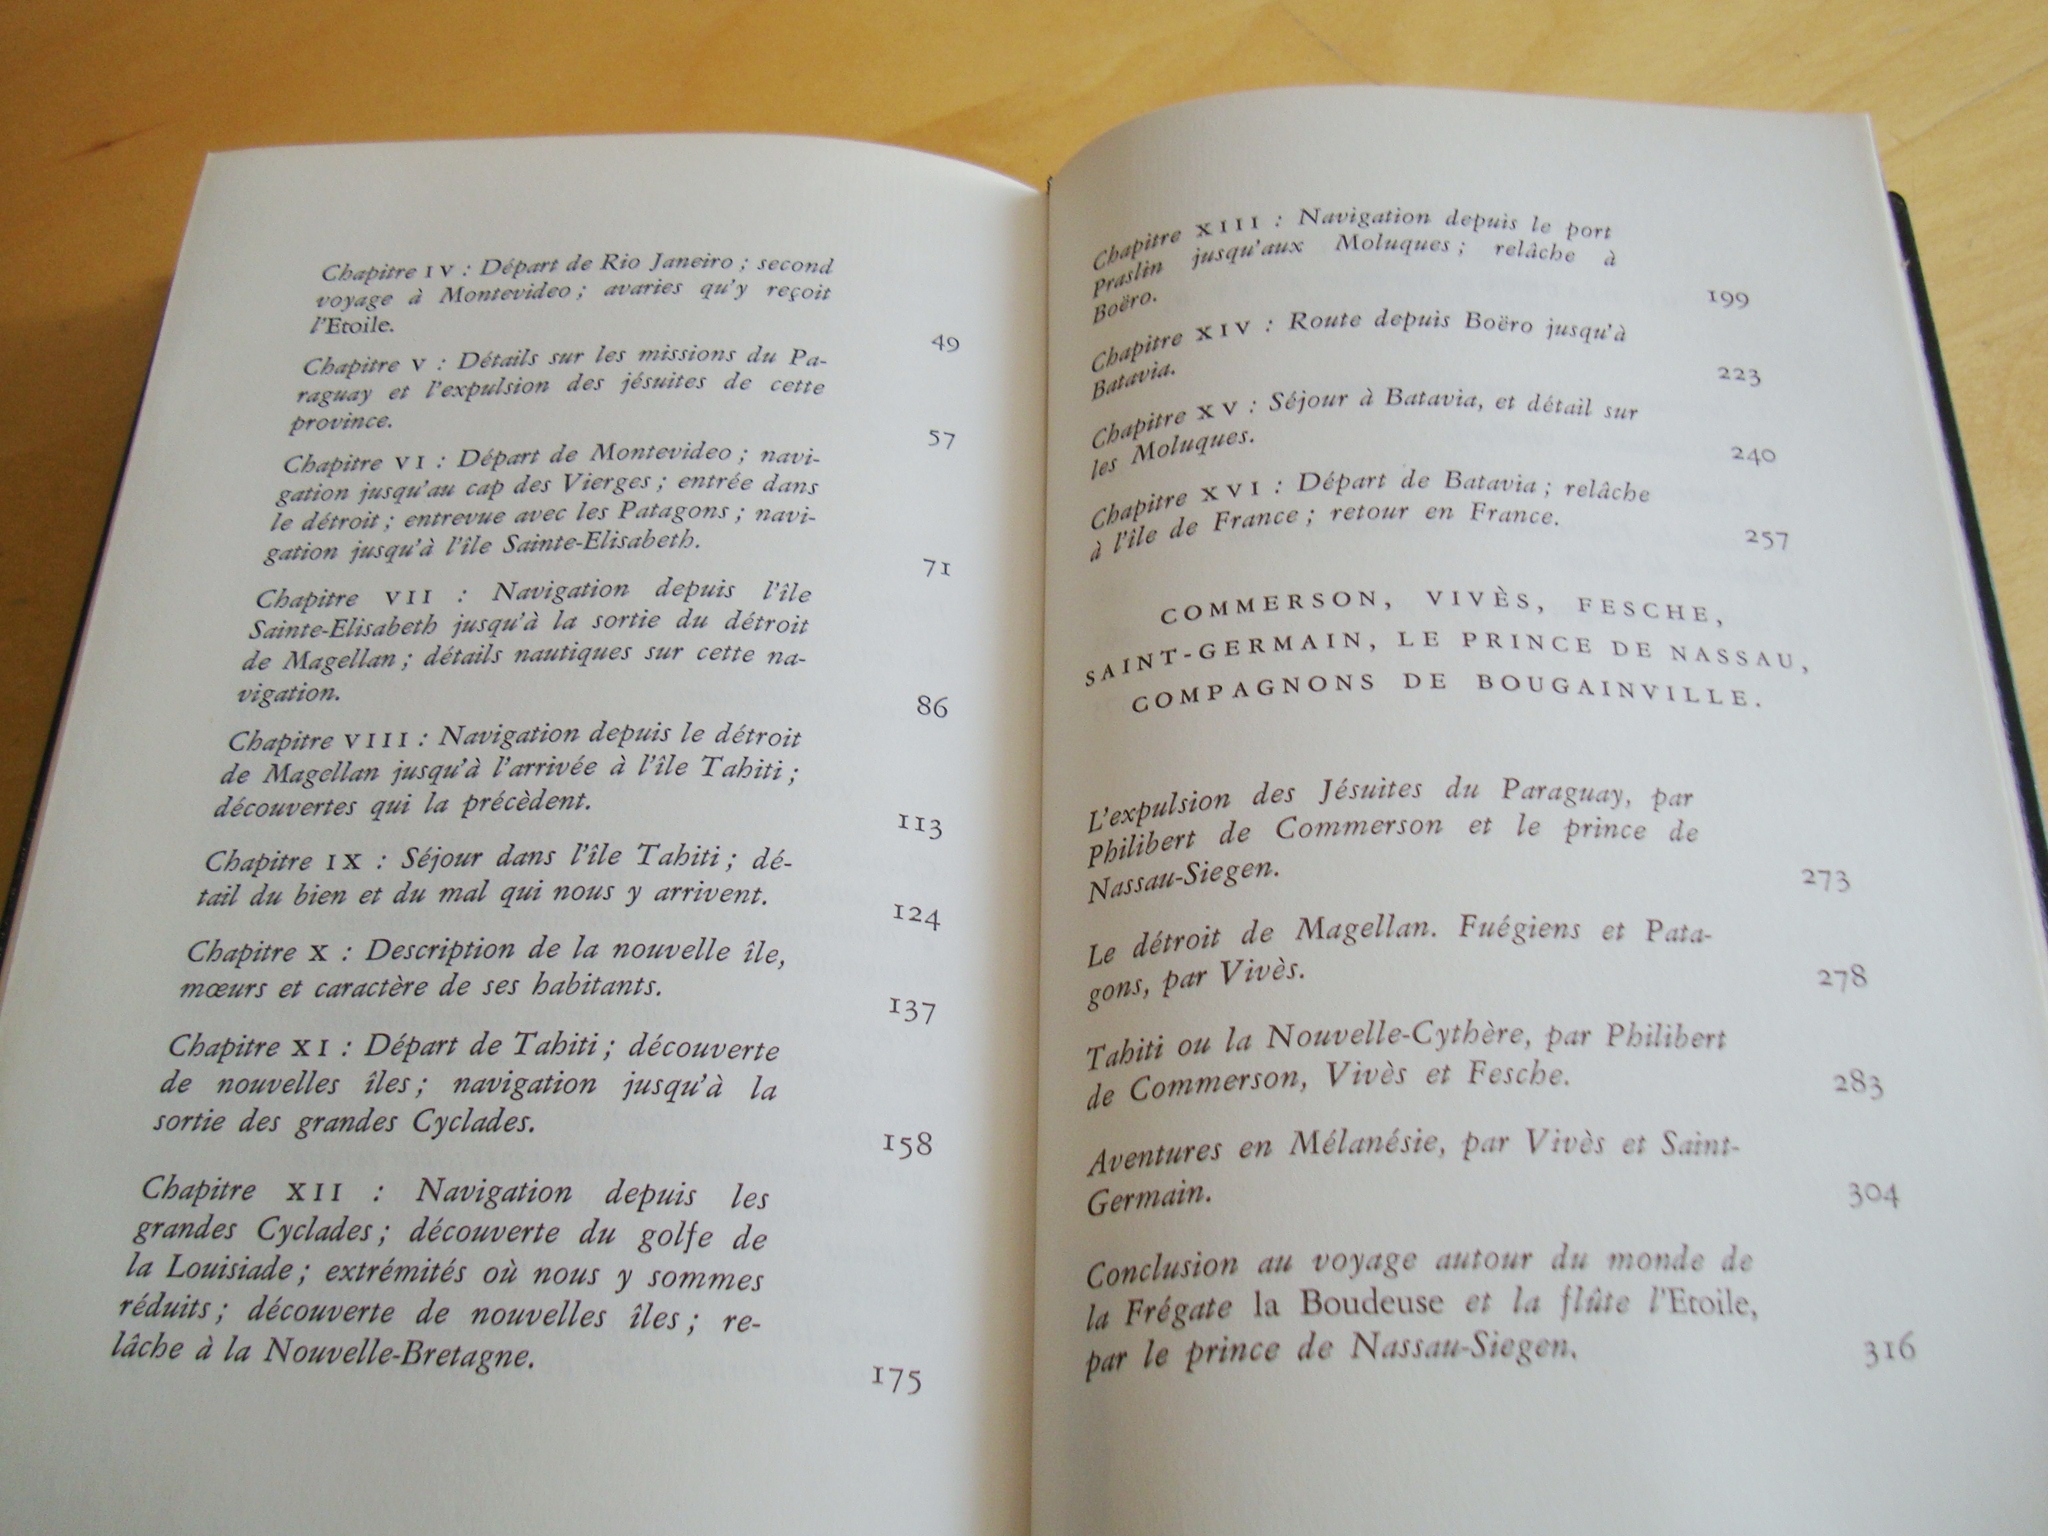 Chapitre IV : Départ de Rio Janeiro ; second
voyage à Montevideo ; avaries qu'y reçoit
l'Etoile.
49
Chapitre V : Détails sur les missions du Pa-
raguay et l'expulsion des jésuites de cette
province.
57
Chapitre VI : Départ de Montevideo ; navi-
gation jusqu'au cap des Vierges ; entrée dans
le détroit ; entrevue avec les Patagons ; navi-
gation jusqu'à l'île Sainte-Elisabeth.
71
Chapitre VII : Navigation depuis l'île
Sainte-Elisabeth jusqu'à la sortie du détroit
de Magellan ; détails nautiques sur cette na-
vigation.
86
Chapitre VIII : Navigation depuis le détroit
de Magellan jusqu'à l'arrivée à l'île Tahiti ;
découvertes qui la précèdent.
113
Chapitre IX : Séjour dans l'île Tahiti ; dé-
tail du bien et du mal qui nous y arrivent.
124
Chapitre X : Description de la nouvelle île,
mœurs et caractère de ses habitants.
137
Chapitre XI : Départ de Tahiti ; découverte
de nouvelles îles ; navigation jusqu'à la
sortie des grandes Cyclades.
158
Chapitre XII : Navigation depuis les
grandes Cyclades ; découverte du golfe de
la Louisiade ; extrémités où nous y sommes
réduits ; découverte de nouvelles îles ; re-
lâche à la Nouvelle-Bretagne.
175
Chapitre XIII : Navigation depuis le port
Praslin jusqu'aux Moluques ; relâche à
Boëro.
199
Chapitre XIV : Route depuis Boëro jusqu'à
Batavia.
223
Chapitre XV : Séjour à Batavia, et détail sur
les Moluques.
240
Chapitre XVI : Départ de Batavia ; relâche
à l'île de France ; retour en France.
257
COMMERSON, VIVÈS, FESCHE,
SAINT-GERMAIN, LE PRINCE DE NASSAU,
COMPAGNONS DE BOUGAINVILLE.
L'expulsion des Jésuites du Paraguay, par
Philibert de Commerson et le prince de
Nassau-Siegen.
273
Le détroit de Magellan. Fuégiens et Pata-
gons, par Vivès.
278
Tahiti ou la Nouvelle-Cythère, par Philibert
de Commerson, Vivès et Fesche.
283
Aventures en Mélanésie, par Vivès et Saint-
Germain.
304
Conclusion au voyage autour du monde de
la Frégate la Boudeuse et la flûte l'Etoile,
par le prince de Nassau-Siegen.
316